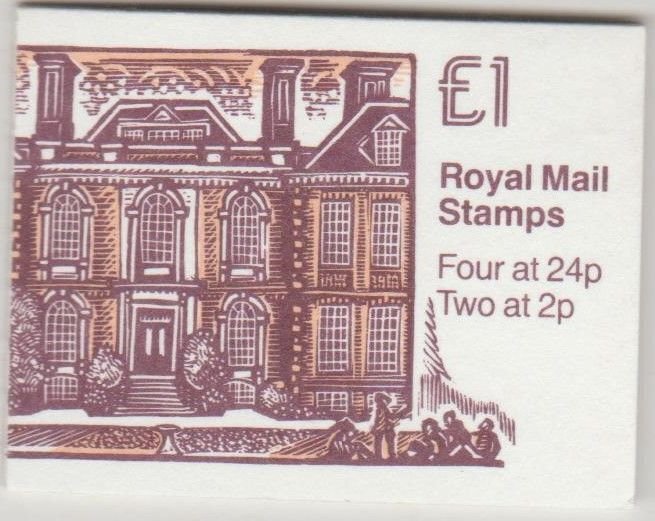 £1
Royal Mail
Stamps
Four at 24p
Two at 2p